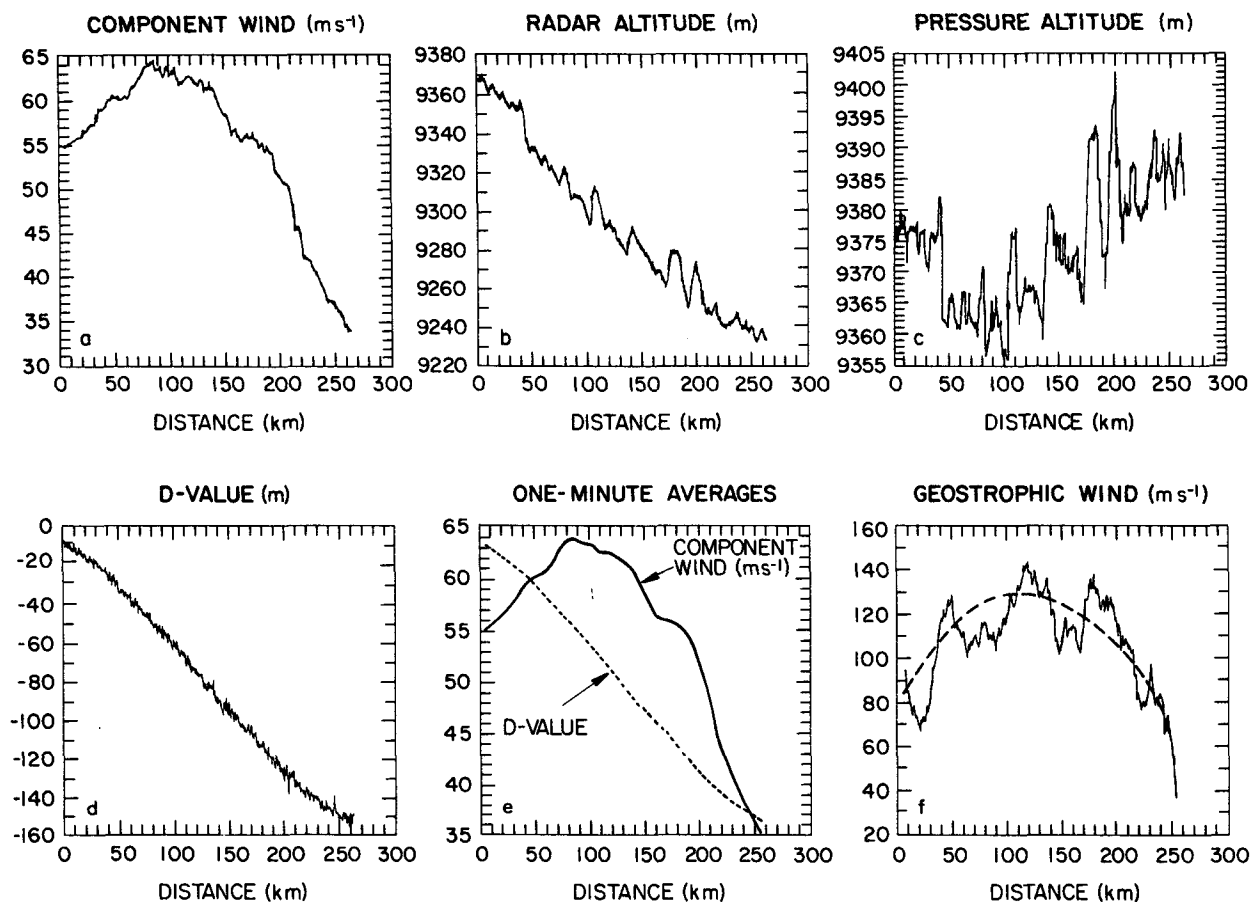 COMPONENT WIND (ms⁻¹)
65
60
55
50
45
40
35
30
a
0 50 100 150 200 250 300
DISTANCE (km)
RADAR ALTITUDE (m)
9380
9360
9340
9320
9300
9280
9260
9240
9220
b
0 50 100 150 200 250 300
DISTANCE (km)
PRESSURE ALTITUDE (m)
9405
9400
9395
9390
9385
9380
9375
9370
9365
9360
9355
c
0 50 100 150 200 250 300
DISTANCE (km)
D-VALUE (m)
0
-20
-40
-60
-80
-100
-120
-140
-160
d
0 50 100 150 200 250 300
DISTANCE (km)
ONE-MINUTE AVERAGES
65
60
55
50
45
40
35
COMPONENT
WIND (ms⁻¹)
D-VALUE
e
0 50 100 150 200 250 300
DISTANCE (km)
GEOSTROPHIC WIND (ms⁻¹)
160
140
120
100
80
60
40
20
f
0 50 100 150 200 250 300
DISTANCE (km)